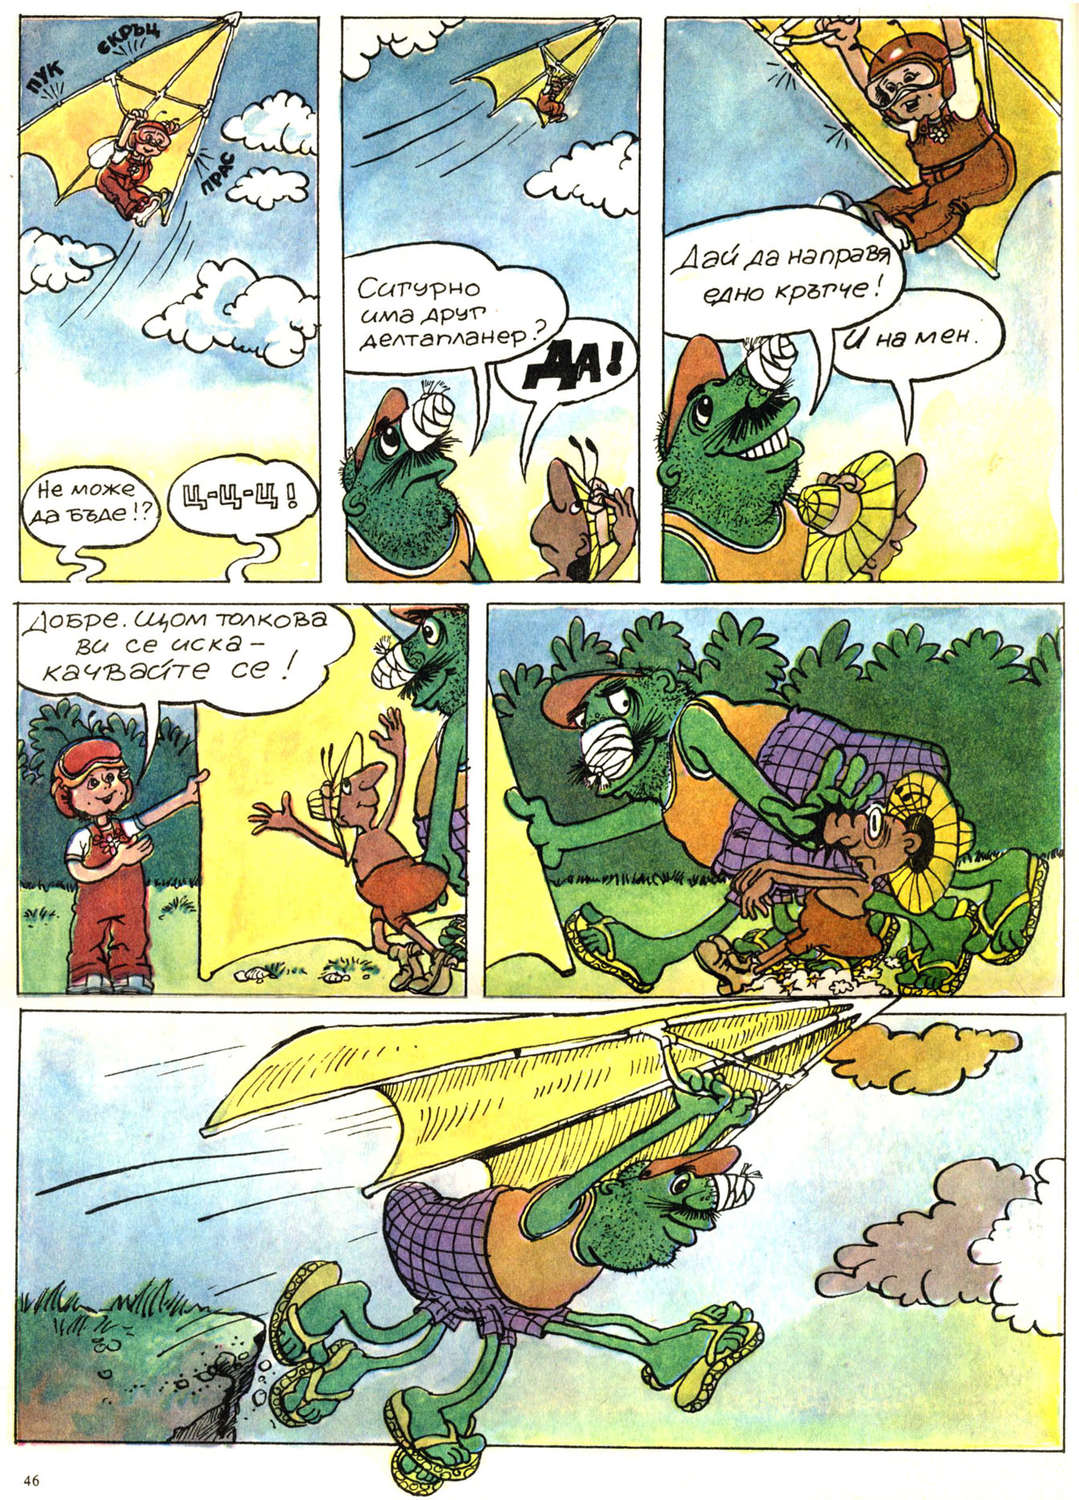 СКРЪЦ
ПУК
ПРАС
Не може
да бъде!?
Ц-Ц-Ц!
Сигурно
има друг
делтапланер?
ДА!
Дай да направя
едно кръгче!
И на мен.
Добре. Щом толкова
ви се иска –
качвайте се!
46